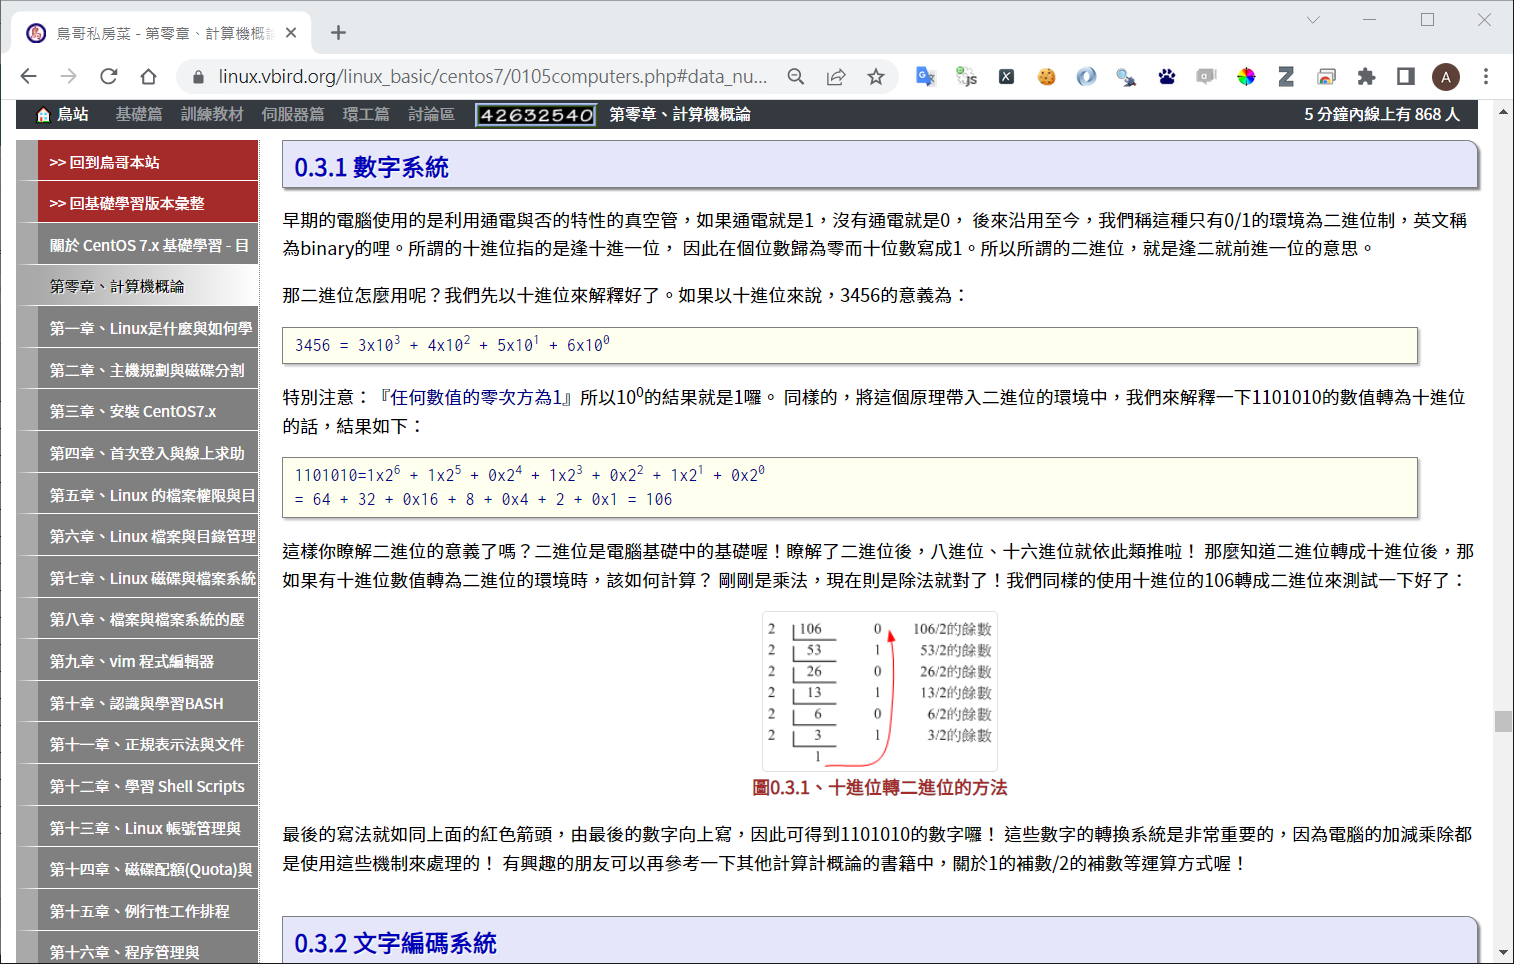 鳥哥私房菜 - 第零章、計算機概
linux.vbird.org/linux_basic/centos7/0105computers.php#data_nu...
JS
X
Z
A
鳥站 基礎篇 訓練教材 伺服器篇 環工篇 討論區 42632540 第零章、計算機概論 5 分鐘內線上有 868 人
>> 回到鳥哥本站
>> 回基礎學習版本彙整
關於 CentOS 7.x 基礎學習 - 目
第零章、計算機概論
第一章、Linux是什麼與如何學
第二章、主機規劃與磁碟分割
第三章、安裝 CentOS7.x
第四章、首次登入與線上求助
第五章、Linux 的檔案權限與目
第六章、Linux 檔案與目錄管理
第七章、Linux 磁碟與檔案系統
第八章、檔案與檔案系統的壓
第九章、vim 程式編輯器
第十章、認識與學習BASH
第十一章、正規表示法與文件
第十二章、學習 Shell Scripts
第十三章、Linux 帳號管理與
第十四章、磁碟配額(Quota)與
第十五章、例行性工作排程
第十六章、程序管理與
0.3.1 數字系統
早期的電腦使用的是利用通電與否的特性的真空管，如果通電就是1，沒有通電就是0， 後來沿用至今，我們稱這種只有0/1的環境為二進位制，英文稱
為binary的哩。所謂的十進位指的是逢十進一位， 因此在個位數歸為零而十位數寫成1。所以所謂的二進位，就是逢二就前進一位的意思。
那二進位怎麼用呢？我們先以十進位來解釋好了。如果以十進位來說，3456的意義為：
3456 = 3x10³ + 4x10² + 5x10¹ + 6x10⁰
特別注意：『任何數值的零次方為1』所以10⁰的結果就是1囉。 同樣的，將這個原理帶入二進位的環境中，我們來解釋一下1101010的數值轉為十進位
的話，結果如下：
1101010=1x2⁶ + 1x2⁵ + 0x2⁴ + 1x2³ + 0x2² + 1x2¹ + 0x2⁰
= 64 + 32 + 0x16 + 8 + 0x4 + 2 + 0x1 = 106
這樣你瞭解二進位的意義了嗎？二進位是電腦基礎中的基礎喔！瞭解了二進位後，八進位、十六進位就依此類推啦！ 那麼知道二進位轉成十進位後，那
如果有十進位數值轉為二進位的環境時，該如何計算？ 剛剛是乘法，現在則是除法就對了！我們同樣的使用十進位的106轉成二進位來測試一下好了：
2 106 0 106/2的餘數
2 53 1 53/2的餘數
2 26 0 26/2的餘數
2 13 1 13/2的餘數
2 6 0 6/2的餘數
2 3 1 3/2的餘數
1
圖0.3.1、十進位轉二進位的方法
最後的寫法就如同上面的紅色箭頭，由最後的數字向上寫，因此可得到1101010的數字囉！ 這些數字的轉換系統是非常重要的，因為電腦的加減乘除都
是使用這些機制來處理的！ 有興趣的朋友可以再參考一下其他計算計概論的書籍中，關於1的補數/2的補數等運算方式喔！
0.3.2 文字編碼系統